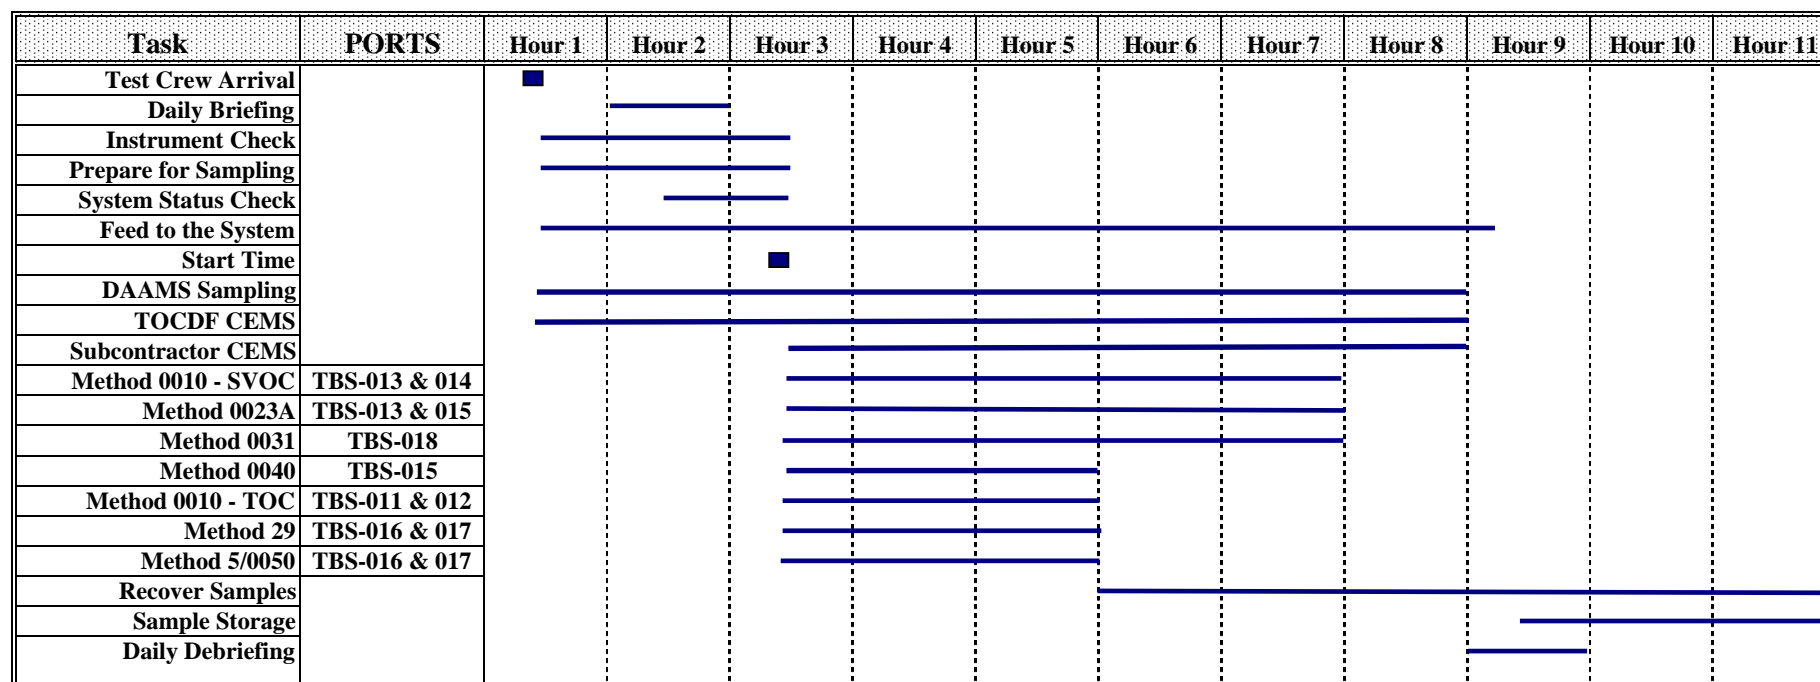 Task PORTS Hour 1 Hour 2 Hour 3 Hour 4 Hour 5 Hour 6 Hour 7 Hour 8 Hour 9 Hour 10 Hour 11
Test Crew Arrival
Daily Briefing
Instrument Check
Prepare for Sampling
System Status Check
Feed to the System
Start Time
DAAMS Sampling
TOCDF CEMS
Subcontractor CEMS
Method 0010 - SVOC TBS-013 & 014
Method 0023A TBS-013 & 015
Method 0031 TBS-018
Method 0040 TBS-015
Method 0010 - TOC TBS-011 & 012
Method 29 TBS-016 & 017
Method 5/0050 TBS-016 & 017
Recover Samples
Sample Storage
Daily Debriefing